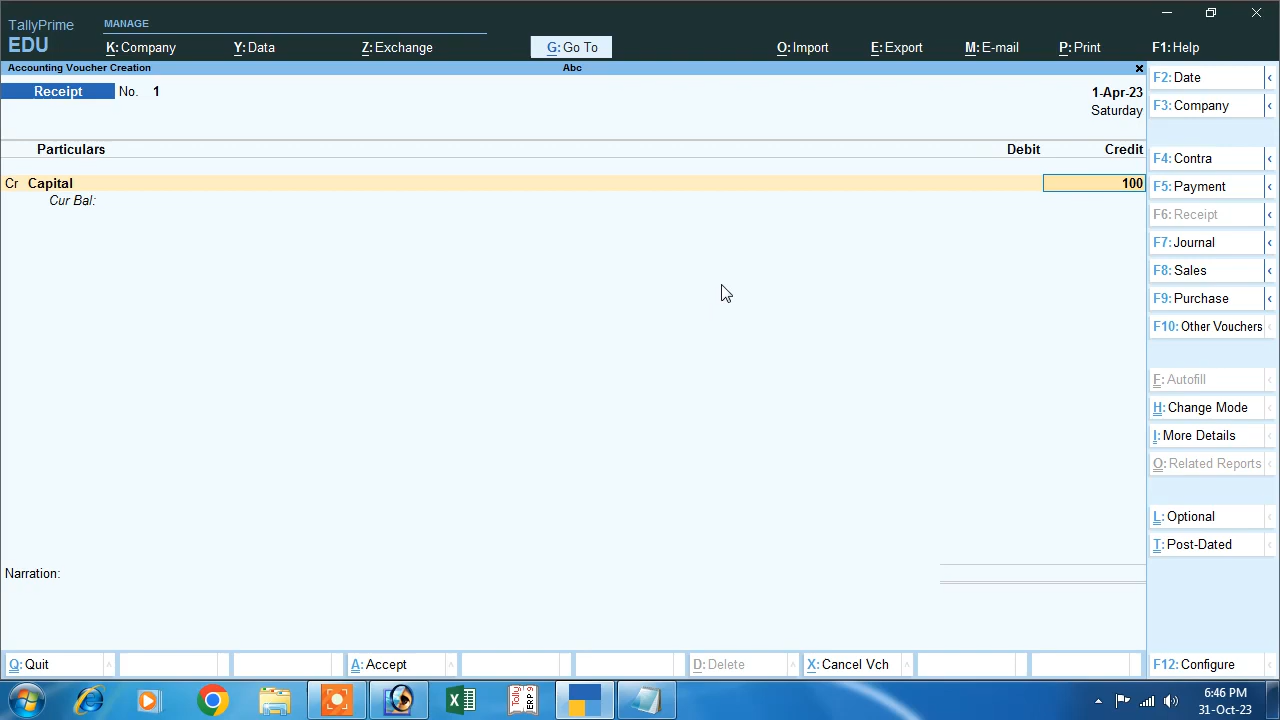 TallyPrime
EDU
MANAGE
K: Company
Y: Data
Z: Exchange
G: Go To
O: Import
E: Export
M: E-mail
P: Print
F1: Help
Accounting Voucher Creation
Abc
Receipt No. 1
1-Apr-23
Saturday
Particulars
Debit
Credit
Cr Capital
100
Cur Bal:
Narration:
F2: Date
F3: Company
F4: Contra
F5: Payment
F6: Receipt
F7: Journal
F8: Sales
F9: Purchase
F10: Other Vouchers
F: Autofill
H: Change Mode
I: More Details
O: Related Reports
L: Optional
T: Post-Dated
Q: Quit
A: Accept
D: Delete
X: Cancel Vch
F12: Configure
Tally
ERP 9
6:46 PM
31-Oct-23